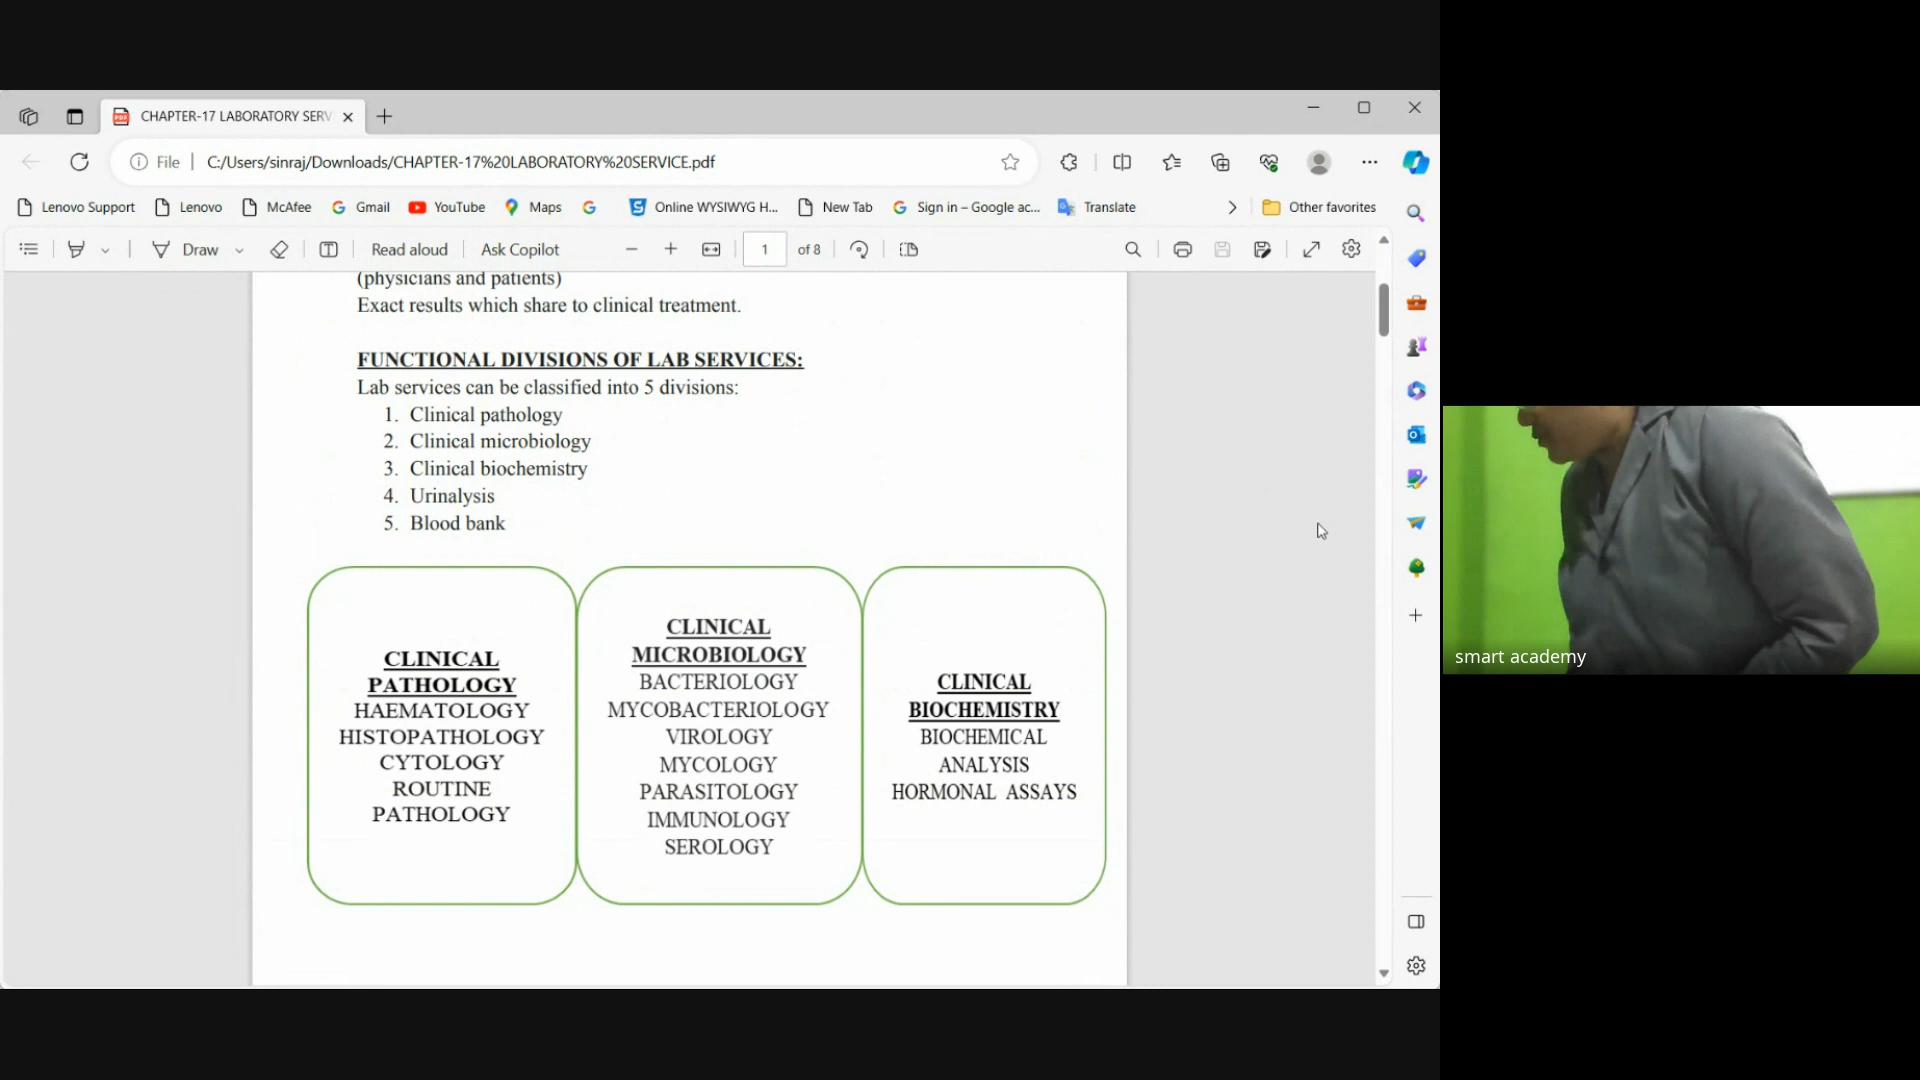 CHAPTER-17 LABORATORY SERV
File
C:/Users/sinraj/Downloads/CHAPTER-17%20LABORATORY%20SERVICE.pdf
Lenovo Support
Lenovo
McAfee
Gmail
YouTube
Maps
Online WYSIWYG H...
New Tab
Sign in – Google ac...
Translate
Other favorites
Draw
Read aloud
Ask Copilot
1
of 8
(physicians and patients)
Exact results which share to clinical treatment.
FUNCTIONAL DIVISIONS OF LAB SERVICES:
Lab services can be classified into 5 divisions:
1. Clinical pathology
2. Clinical microbiology
3. Clinical biochemistry
4. Urinalysis
5. Blood bank
CLINICAL
PATHOLOGY
HAEMATOLOGY
HISTOPATHOLOGY
CYTOLOGY
ROUTINE
PATHOLOGY
CLINICAL
MICROBIOLOGY
BACTERIOLOGY
MYCOBACTERIOLOGY
VIROLOGY
MYCOLOGY
PARASITOLOGY
IMMUNOLOGY
SEROLOGY
CLINICAL
BIOCHEMISTRY
BIOCHEMICAL
ANALYSIS
HORMONAL ASSAYS
smart academy